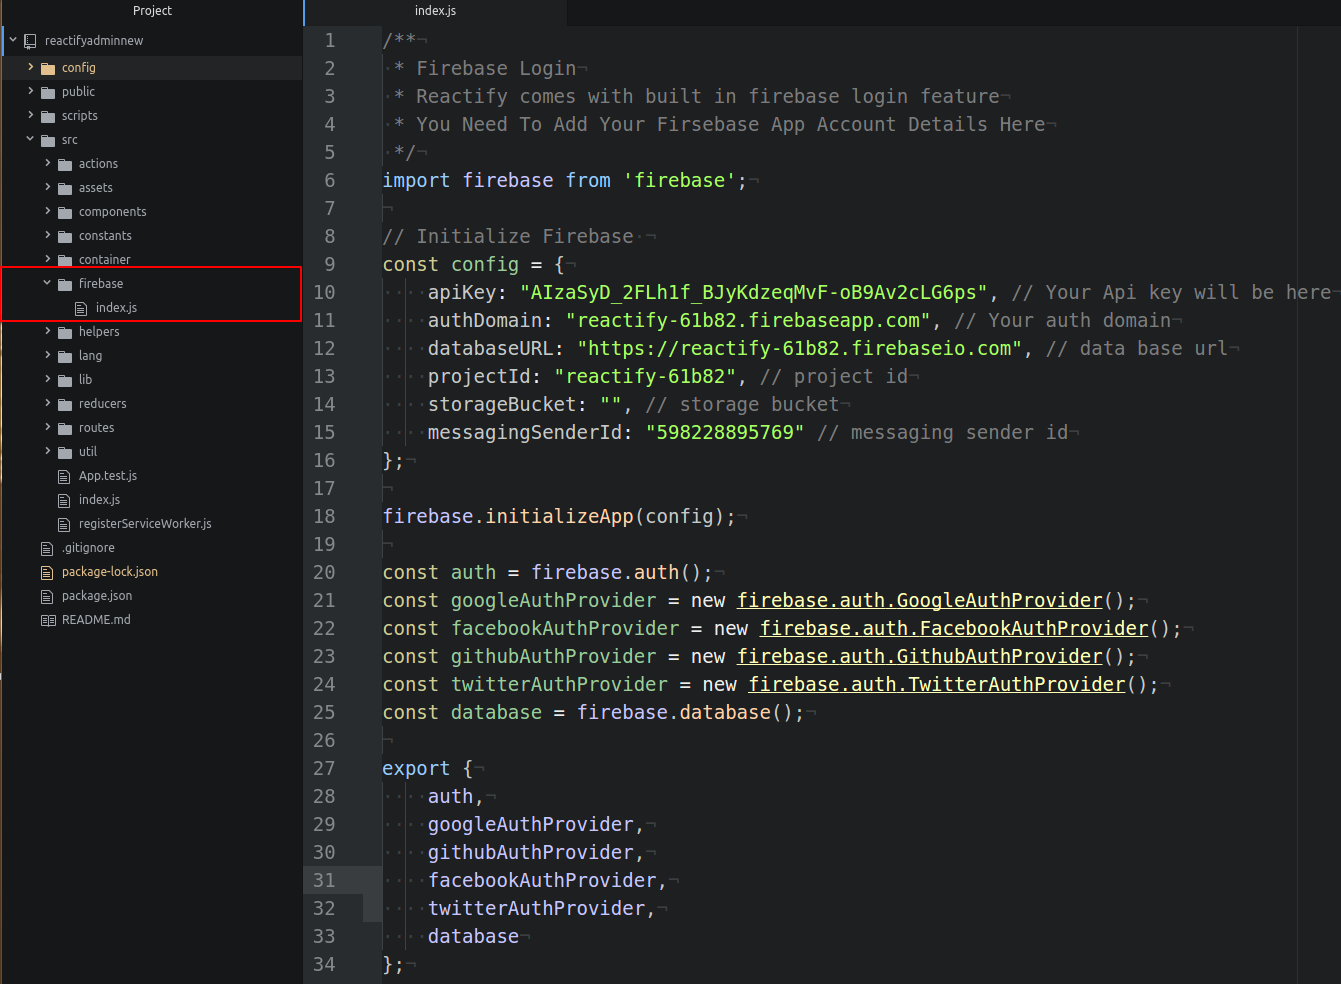 Project
reactifyadminnew
config
public
scripts
src
actions
assets
components
constants
container
firebase
index.js
helpers
lang
lib
reducers
routes
util
App.test.js
index.js
registerServiceWorker.js
.gitignore
package-lock.json
package.json
README.md
index.js
1 /**
2 * Firebase Login
3 * Reactify comes with built in firebase login feature
4 * You Need To Add Your Firsebase App Account Details Here
5 */
6 import firebase from 'firebase';
7
8 // Initialize Firebase
9 const config = {
10 apiKey: "AIzaSyD_2FLh1f_BJyKdzeqMvF-oB9Av2cLG6ps", // Your Api key will be here
11 authDomain: "reactify-61b82.firebaseapp.com", // Your auth domain
12 databaseURL: "https://reactify-61b82.firebaseio.com", // data base url
13 projectId: "reactify-61b82", // project id
14 storageBucket: "", // storage bucket
15 messagingSenderId: "598228895769" // messaging sender id
16 };
17
18 firebase.initializeApp(config);
19
20 const auth = firebase.auth();
21 const googleAuthProvider = new firebase.auth.GoogleAuthProvider();
22 const facebookAuthProvider = new firebase.auth.FacebookAuthProvider();
23 const githubAuthProvider = new firebase.auth.GithubAuthProvider();
24 const twitterAuthProvider = new firebase.auth.TwitterAuthProvider();
25 const database = firebase.database();
26
27 export {
28 auth,
29 googleAuthProvider,
30 githubAuthProvider,
31 facebookAuthProvider,
32 twitterAuthProvider,
33 database
34 };